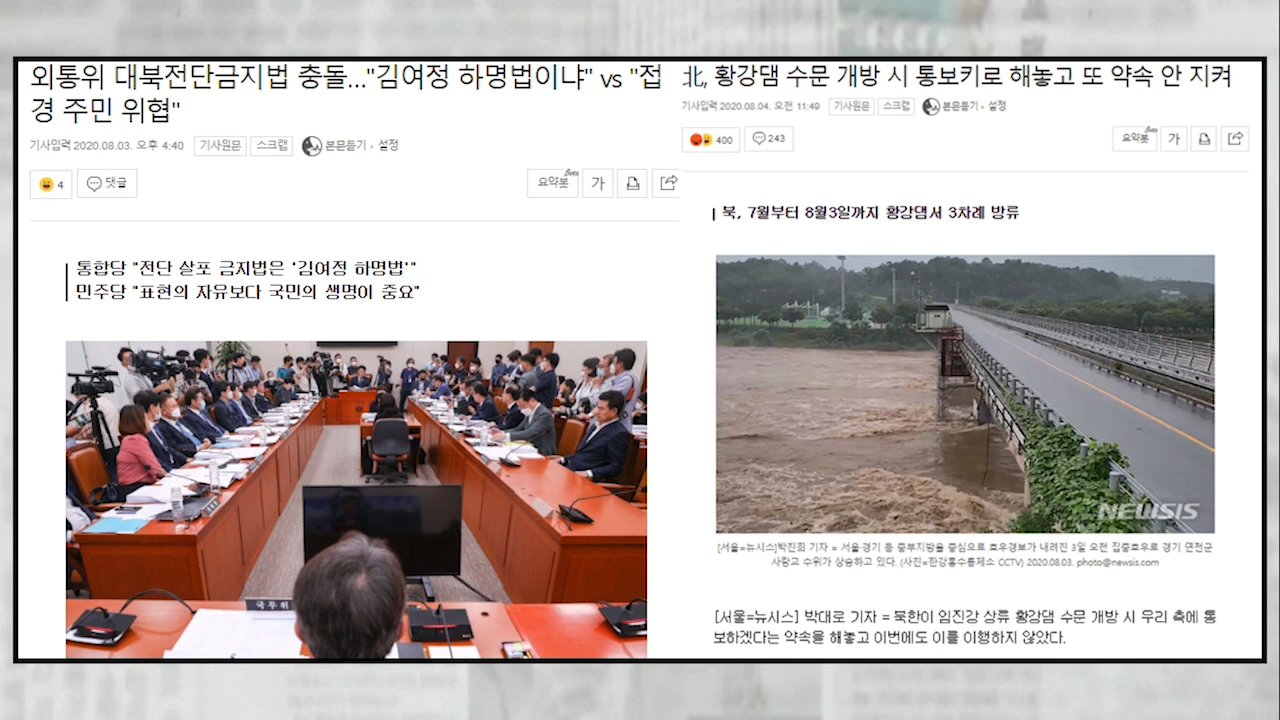 외통위 대북전단금지법 충돌..."김여정 하명법이냐" vs "접
경 주민 위협"
기사입력 2020.08.03. 오후 4:40 기사원문 스크랩 본문듣기 · 설정
4 댓글
요약봇 Beta 가
통합당 "전단 살포 금지법은 '김여정 하명법'"
민주당 "표현의 자유보다 국민의 생명이 중요"
국무위
北, 황강댐 수문 개방 시 통보키로 해놓고 또 약속 안 지켜
기사입력 2020.08.04. 오전 11:49 기사원문 스크랩 본문듣기 · 설정
400 243
요약봇 Beta 가
북, 7월부터 8월3일까지 황강댐서 3차례 방류
NEWSIS
[서울=뉴시스]박진희 기자 = 서울·경기 등 중부지방을 중심으로 호우경보가 내려진 3일 오전 집중호우로 경기 연천군
사랑교 수위가 상승하고 있다. (사진=한강홍수통제소 CCTV) 2020.08.03. photo@newsis.com
[서울=뉴시스] 박대로 기자 = 북한이 임진강 상류 황강댐 수문 개방 시 우리 측에 통
보하겠다는 약속을 해놓고 이번에도 이를 이행하지 않았다.